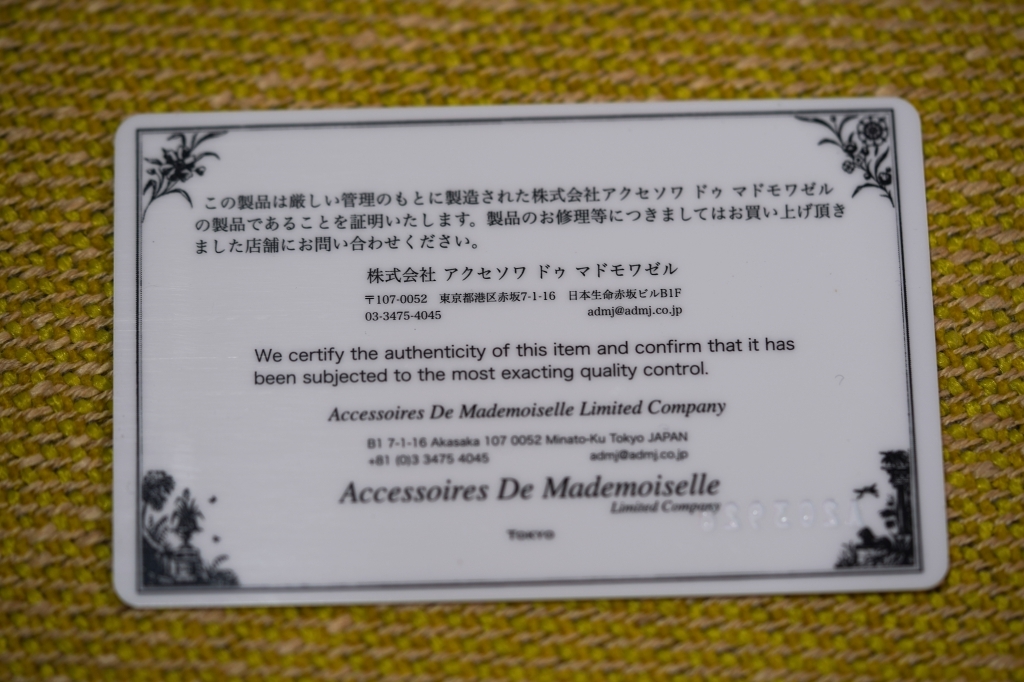 この製品は厳しい管理のもとに製造された株式会社アクセソワ ドゥ マドモワゼル
の製品であることを証明いたします。製品のお修理等につきましてはお買い上げ頂き
ました店舗にお問い合わせください。
株式会社 アクセソワ ドゥ マドモワゼル
〒107-0052 東京都港区赤坂7-1-16 日本生命赤坂ビルB1F
03-3475-4045 admj@admj.co.jp
We certify the authenticity of this item and confirm that it has
been subjected to the most exacting quality control.
Accessoires De Mademoiselle Limited Company
B1 7-1-16 Akasaka 107 0052 Minato-Ku Tokyo JAPAN
+81 (0)3 3475 4045 admj@admj.co.jp
Accessoires De Mademoiselle
Limited Company
TOKYO